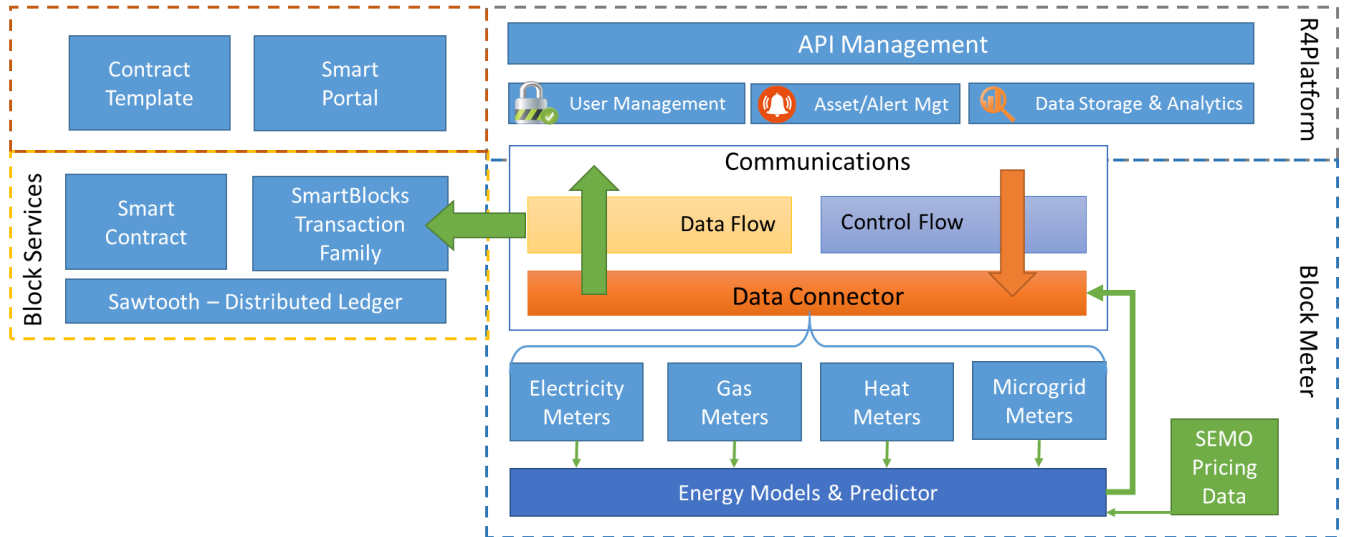 Contract
Template
Smart
Portal
API Management
User Management
Asset/Alert Mgt
Data Storage & Analytics
R4Platform
Block Services
Smart
Contract
SmartBlocks
Transaction
Family
Sawtooth – Distributed Ledger
Communications
Data Flow
Control Flow
Data Connector
Block Meter
Electricity
Meters
Gas
Meters
Heat
Meters
Microgrid
Meters
SEMO
Pricing
Data
Energy Models & Predictor